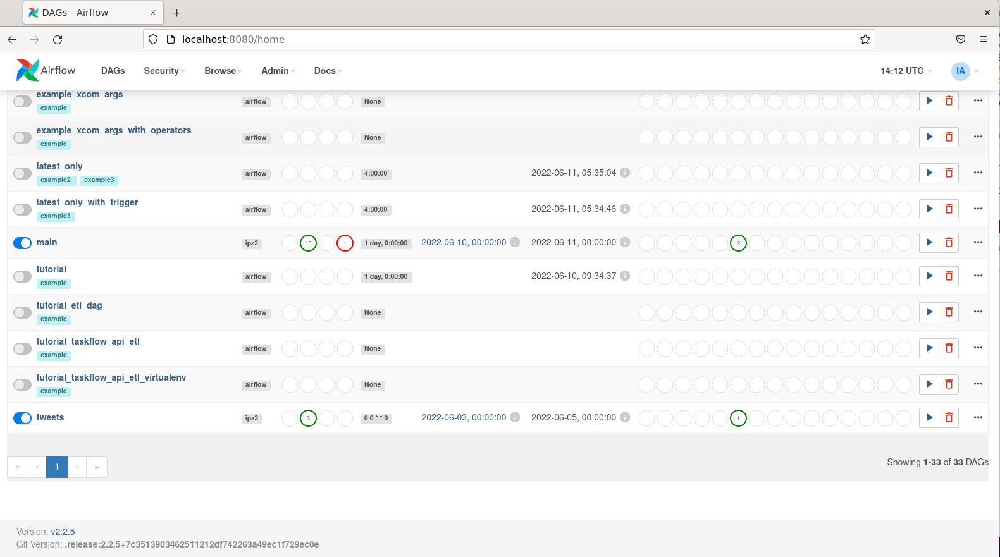 DAGs - Airflow
localhost:8080/home
Airflow DAGs Security Browse Admin Docs 14:12 UTC IA
example_xcom_args
example
airflow None
example_xcom_args_with_operators
example
airflow None
latest_only
example2 example3
airflow 4:00:00 2022-06-11, 05:35:04
latest_only_with_trigger
example3
airflow 4:00:00 2022-06-11, 05:34:46
main ipz2 10 1 1 day, 0:00:00 2022-06-10, 00:00:00 2022-06-11, 00:00:00 2
tutorial
example
airflow 1 day, 0:00:00 2022-06-10, 09:34:37
tutorial_etl_dag
example
airflow None
tutorial_taskflow_api_etl
example
airflow None
tutorial_taskflow_api_etl_virtualenv
example
airflow None
tweets ipz2 3 0 0 * * 0 2022-06-03, 00:00:00 2022-06-05, 00:00:00 1
« ‹ 1 › »
Showing 1-33 of 33 DAGs
Version: v2.2.5
Git Version: .release:2.2.5+7c3513903462511212df742263a49ec1f729ec0e